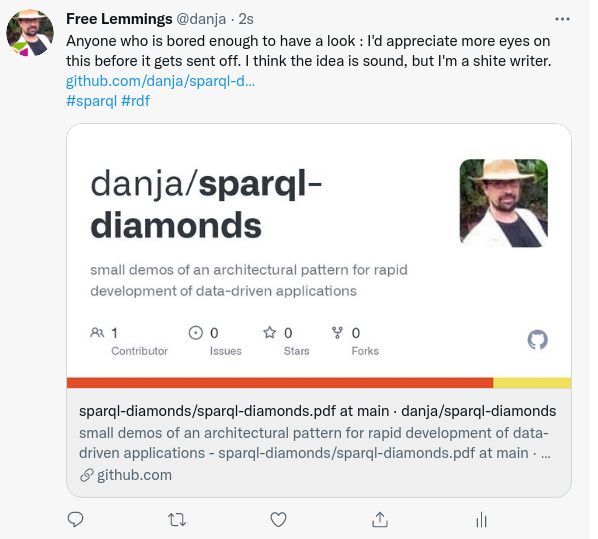 Free Lemmings @danja · 2s
Anyone who is bored enough to have a look : I'd appreciate more eyes on
this before it gets sent off. I think the idea is sound, but I'm a shite writer.
github.com/danja/sparql-d...
#sparql #rdf
danja/sparql-
diamonds
small demos of an architectural pattern for rapid
development of data-driven applications
1
Contributor
0
Issues
0
Stars
0
Forks
sparql-diamonds/sparql-diamonds.pdf at main · danja/sparql-diamonds
small demos of an architectural pattern for rapid development of data-
driven applications - sparql-diamonds/sparql-diamonds.pdf at main · ...
github.com